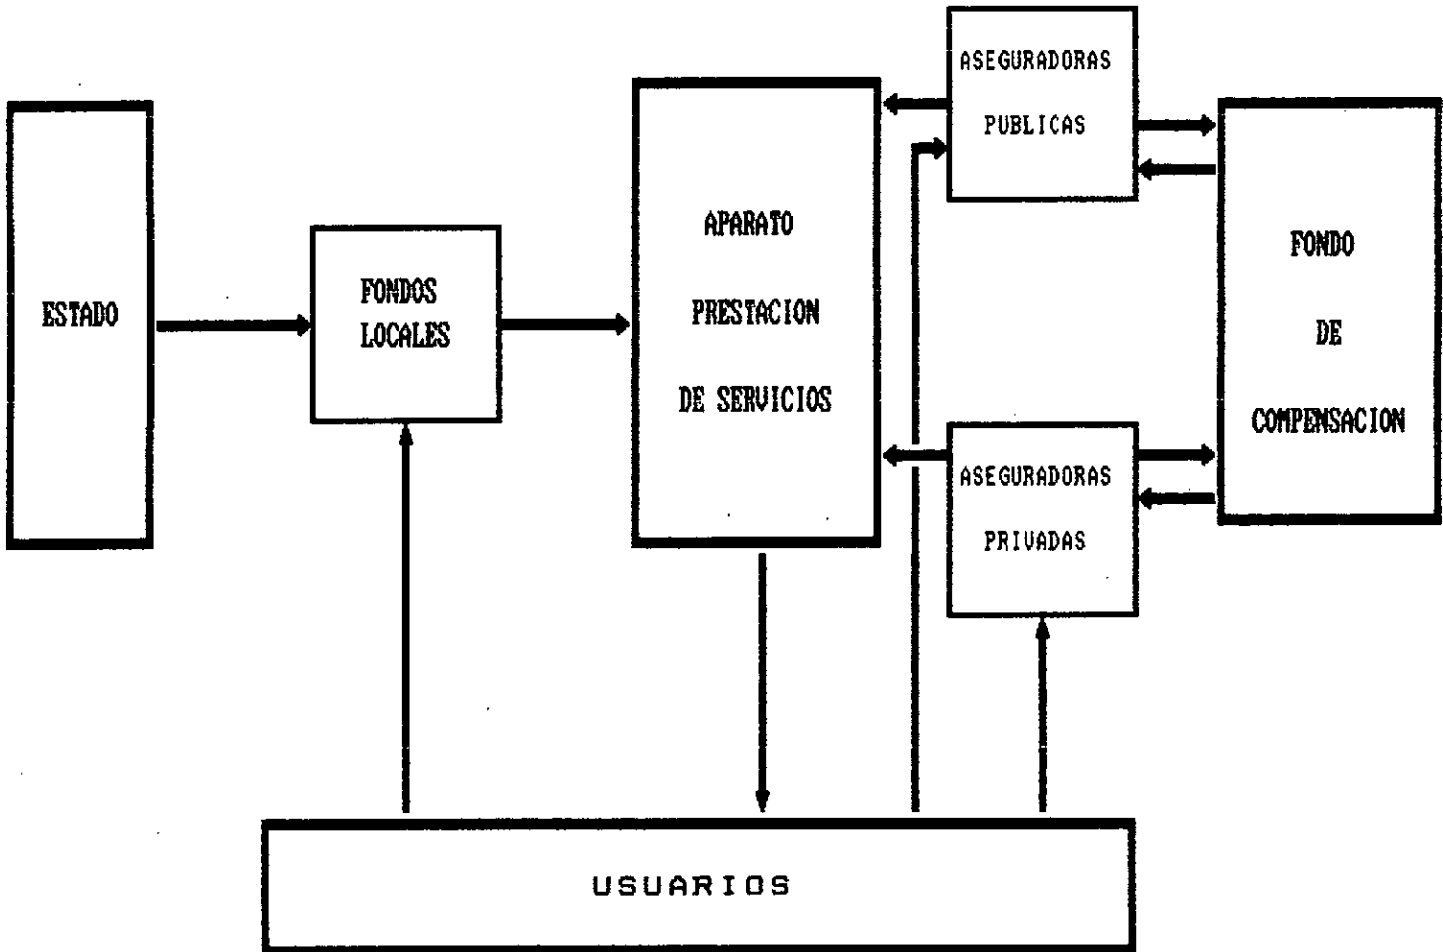 ESTADO
FONDOS
LOCALES
APARATO
PRESTACION
DE SERVICIOS
ASEGURADORAS
PUBLICAS
ASEGURADORAS
PRIVADAS
FONDO
DE
COMPENSACION
USUARIOS